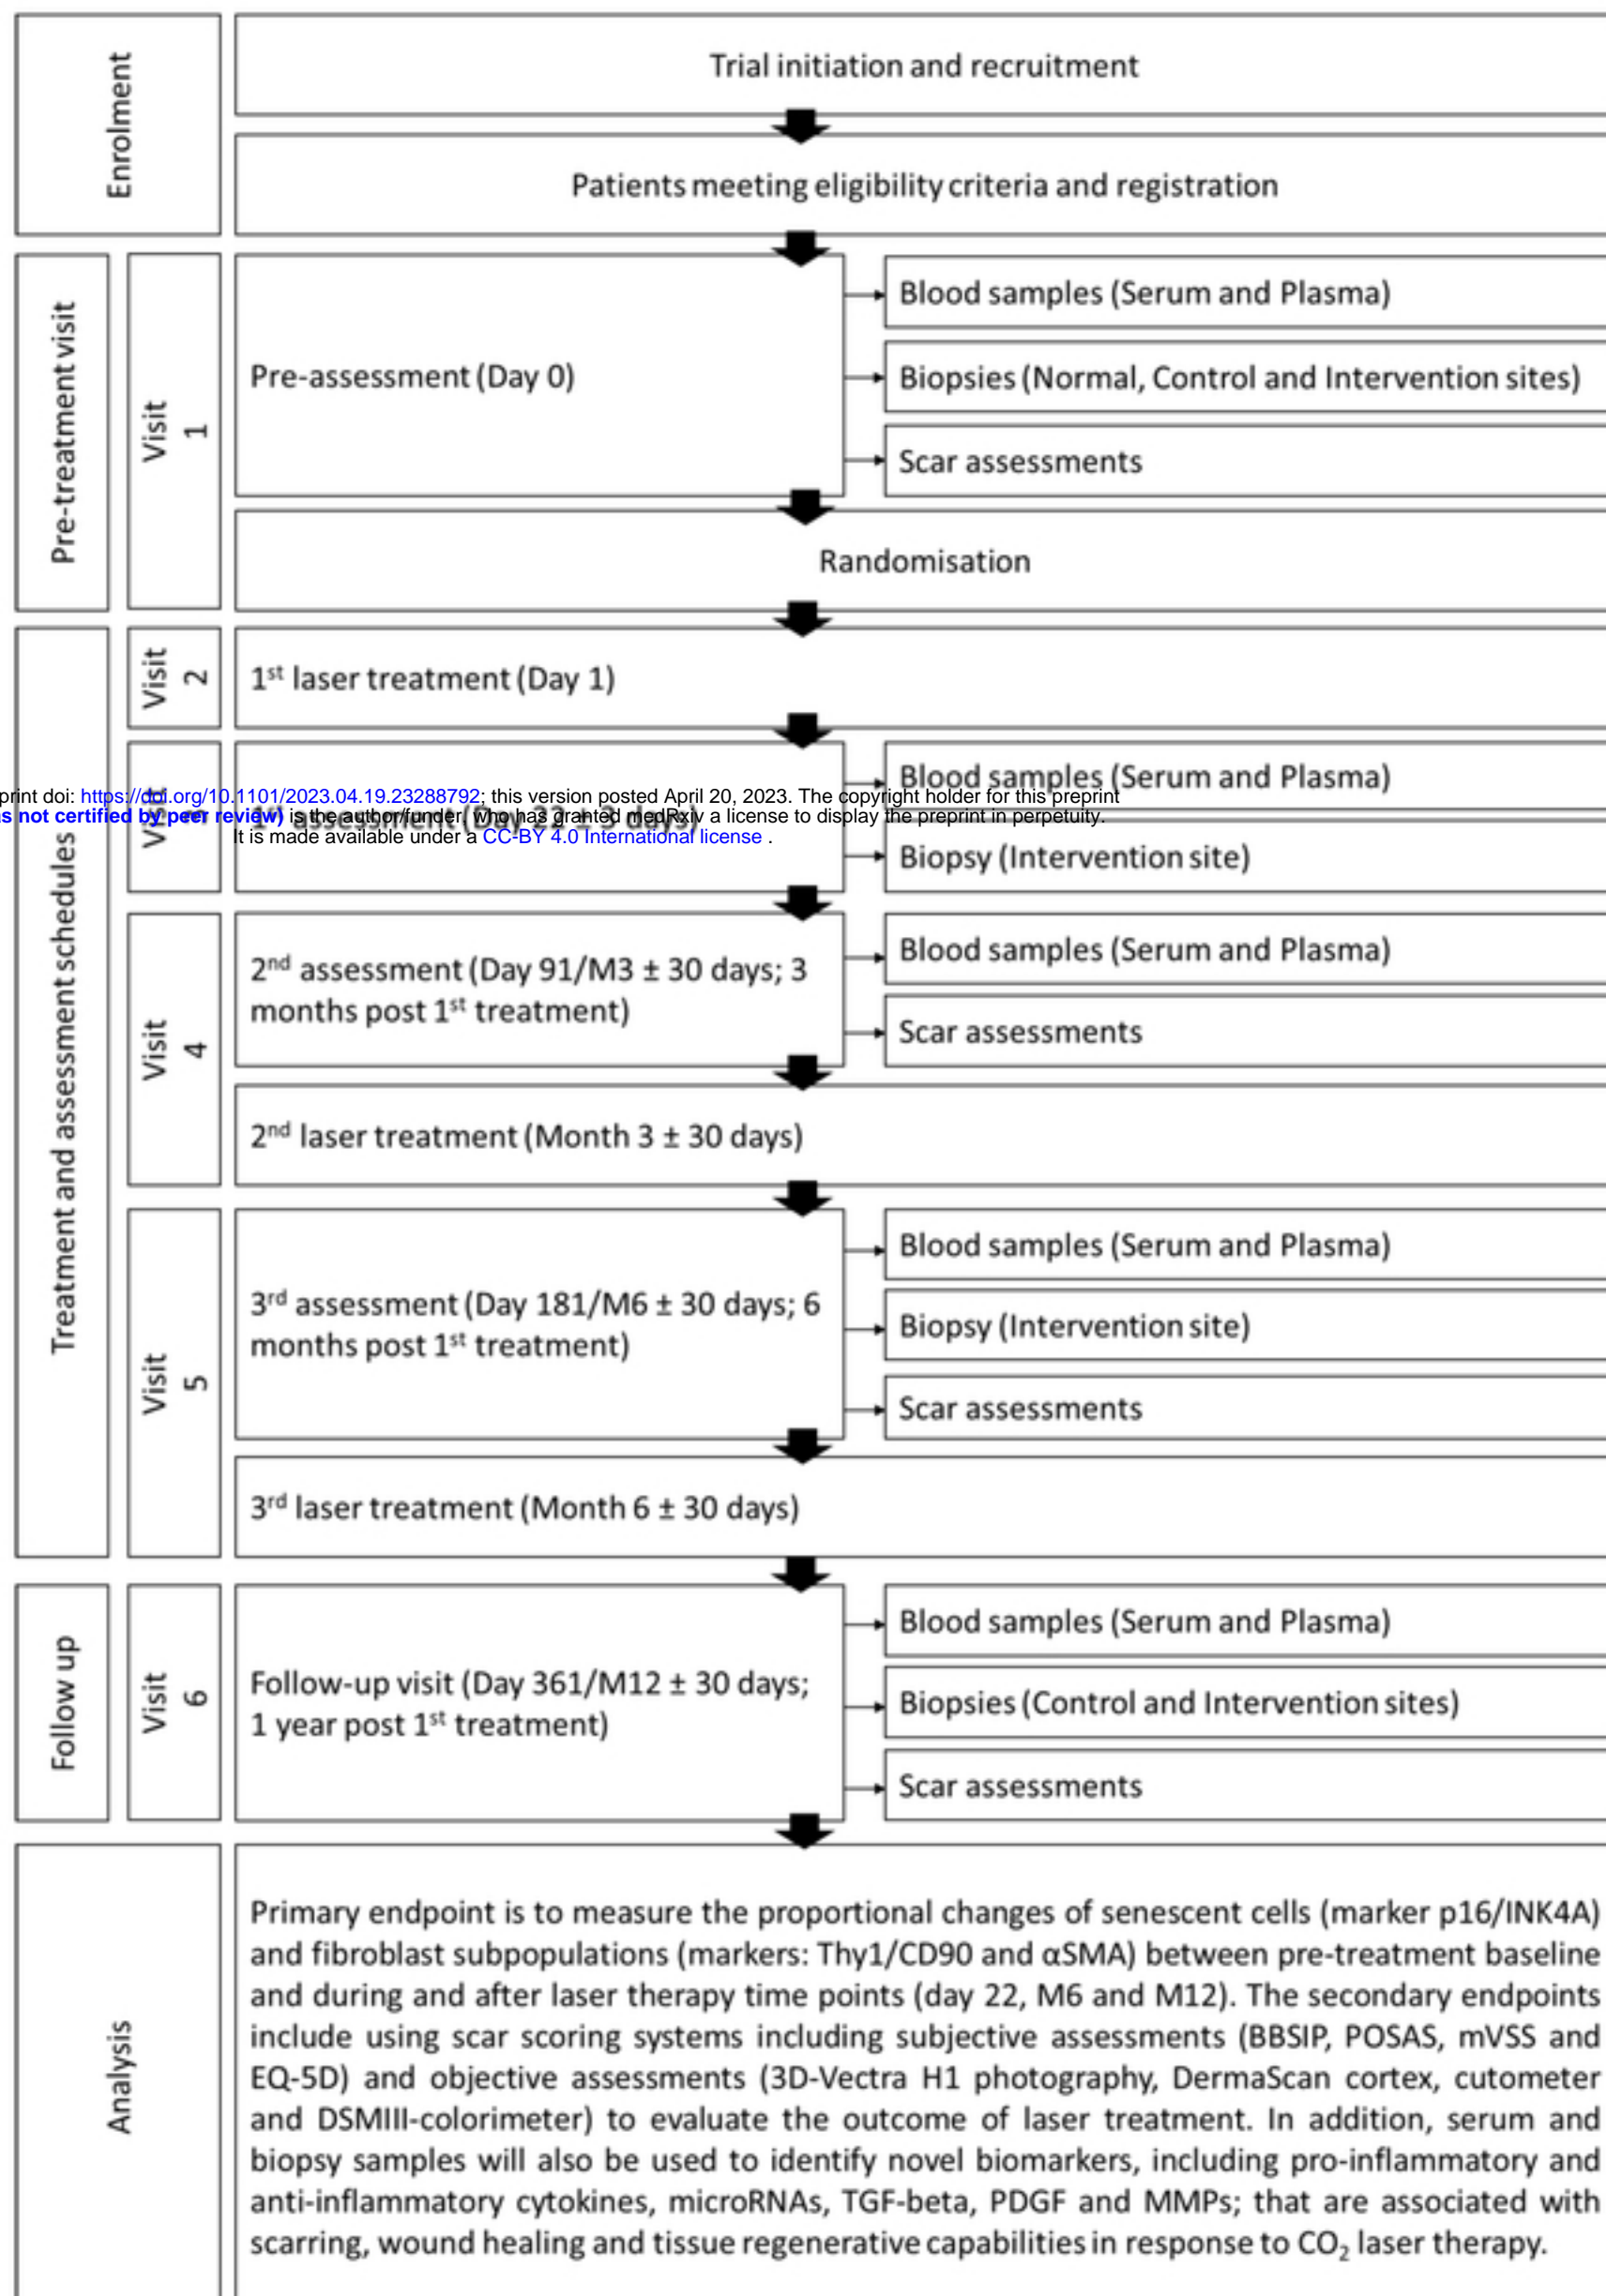 Enrolment
Trial initiation and recruitment
Patients meeting eligibility criteria and registration
Pre-treatment visit
Visit
1
Pre-assessment (Day 0)
Blood samples (Serum and Plasma)
Biopsies (Normal, Control and Intervention sites)
Scar assessments
Randomisation
Treatment and assessment schedules
Visit
2
1st laser treatment (Day 1)
Visit
1st assessment (Day 22 ± 3 days)
Blood samples (Serum and Plasma)
Biopsy (Intervention site)
print doi: https://doi.org/10.1101/2023.04.19.23288792; this version posted April 20, 2023. The copyright holder for this preprint
s not certified by peer review) is the author/funder, who has granted medRxiv a license to display the preprint in perpetuity.
It is made available under a CC-BY 4.0 International license .
Visit
4
2nd assessment (Day 91/M3 ± 30 days; 3
months post 1st treatment)
Blood samples (Serum and Plasma)
Scar assessments
2nd laser treatment (Month 3 ± 30 days)
Visit
5
3rd assessment (Day 181/M6 ± 30 days; 6
months post 1st treatment)
Blood samples (Serum and Plasma)
Biopsy (Intervention site)
Scar assessments
3rd laser treatment (Month 6 ± 30 days)
Follow up
Visit
6
Follow-up visit (Day 361/M12 ± 30 days;
1 year post 1st treatment)
Blood samples (Serum and Plasma)
Biopsies (Control and Intervention sites)
Scar assessments
Analysis
Primary endpoint is to measure the proportional changes of senescent cells (marker p16/INK4A)
and fibroblast subpopulations (markers: Thy1/CD90 and αSMA) between pre-treatment baseline
and during and after laser therapy time points (day 22, M6 and M12). The secondary endpoints
include using scar scoring systems including subjective assessments (BBSIP, POSAS, mVSS and
EQ-5D) and objective assessments (3D-Vectra H1 photography, DermaScan cortex, cutometer
and DSMIII-colorimeter) to evaluate the outcome of laser treatment. In addition, serum and
biopsy samples will also be used to identify novel biomarkers, including pro-inflammatory and
anti-inflammatory cytokines, microRNAs, TGF-beta, PDGF and MMPs; that are associated with
scarring, wound healing and tissue regenerative capabilities in response to CO₂ laser therapy.